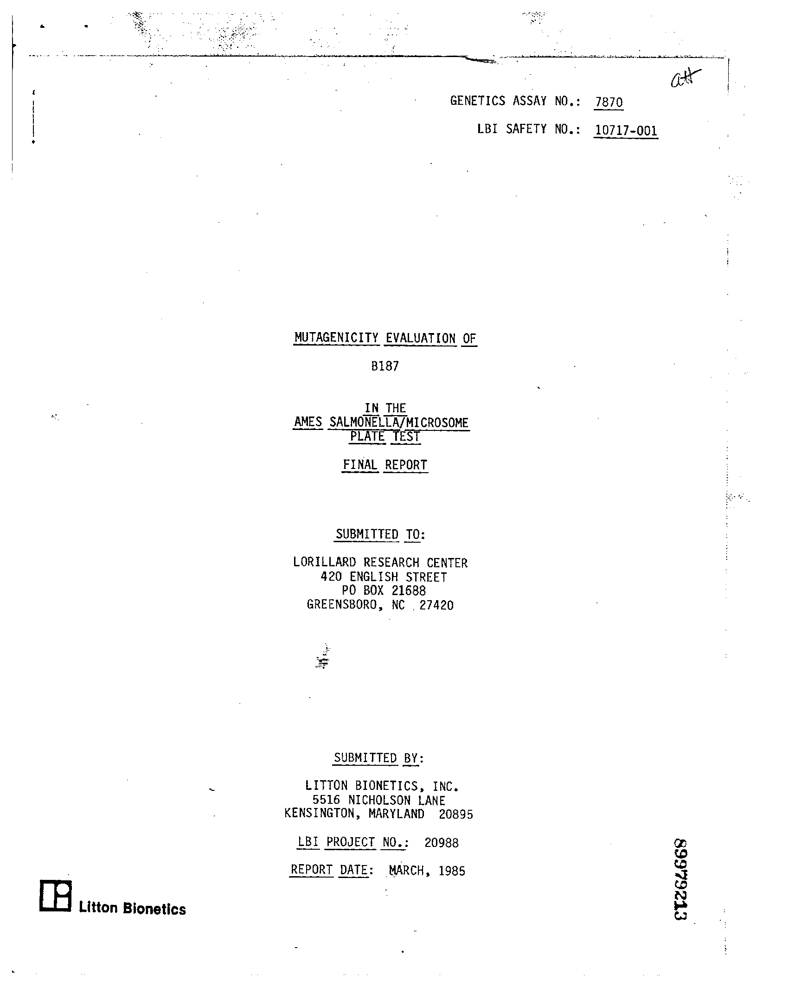 att
GENETICS ASSAY NO.: 7870
LBI SAFETY NO.: 10717-001
MUTAGENICITY EVALUATION OF
B187
IN THE
AMES SALMONELLA/MICROSOME
PLATE TEST
FINAL REPORT
SUBMITTED TO:
LORILLARD RESEARCH CENTER
420 ENGLISH STREET
PO BOX 21688
GREENSBORO, NC 27420
SUBMITTED BY:
LITTON BIONETICS, INC.
5516 NICHOLSON LANE
KENSINGTON, MARYLAND 20895
LBI PROJECT NO.: 20988
REPORT DATE: MARCH, 1985
Litton Bionetics
89979213